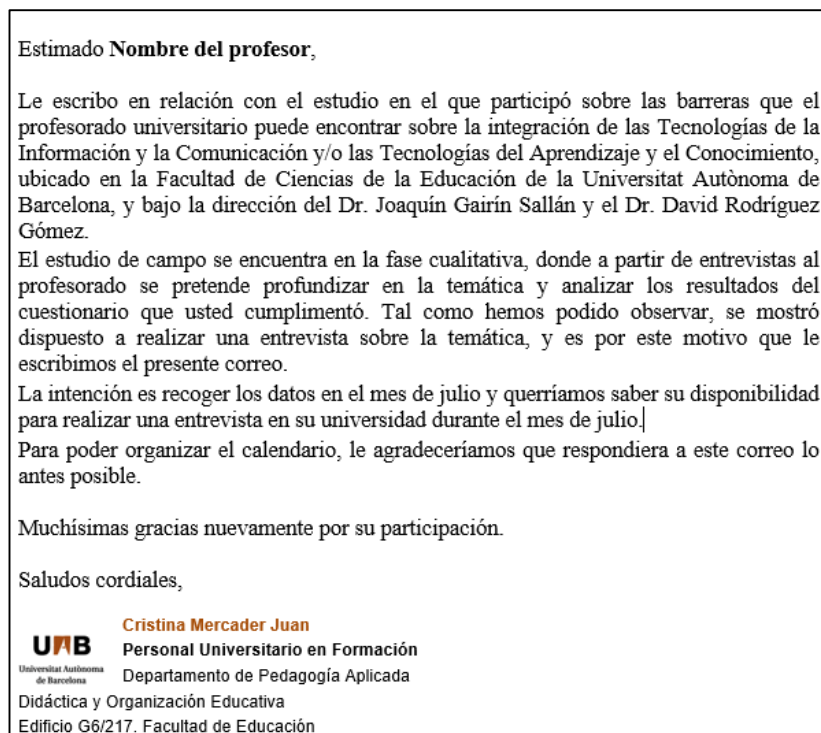 Estimado Nombre del profesor,
Le escribo en relación con el estudio en el que participó sobre las barreras que el
profesorado universitario puede encontrar sobre la integración de las Tecnologías de la
Información y la Comunicación y/o las Tecnologías del Aprendizaje y el Conocimiento,
ubicado en la Facultad de Ciencias de la Educación de la Universitat Autònoma de
Barcelona, y bajo la dirección del Dr. Joaquín Gairín Sallán y el Dr. David Rodríguez
Gómez.
El estudio de campo se encuentra en la fase cualitativa, donde a partir de entrevistas al
profesorado se pretende profundizar en la temática y analizar los resultados del
cuestionario que usted cumplimentó. Tal como hemos podido observar, se mostró
dispuesto a realizar una entrevista sobre la temática, y es por este motivo que le
escribimos el presente correo.
La intención es recoger los datos en el mes de julio y querríamos saber su disponibilidad
para realizar una entrevista en su universidad durante el mes de julio.
Para poder organizar el calendario, le agradeceríamos que respondiera a este correo lo
antes posible.
Muchísimas gracias nuevamente por su participación.
Saludos cordiales,
Cristina Mercader Juan
UAB
Personal Universitario en Formación
Universitat Autònoma
de Barcelona
Departamento de Pedagogía Aplicada
Didáctica y Organización Educativa
Edificio G6/217. Facultad de Educación